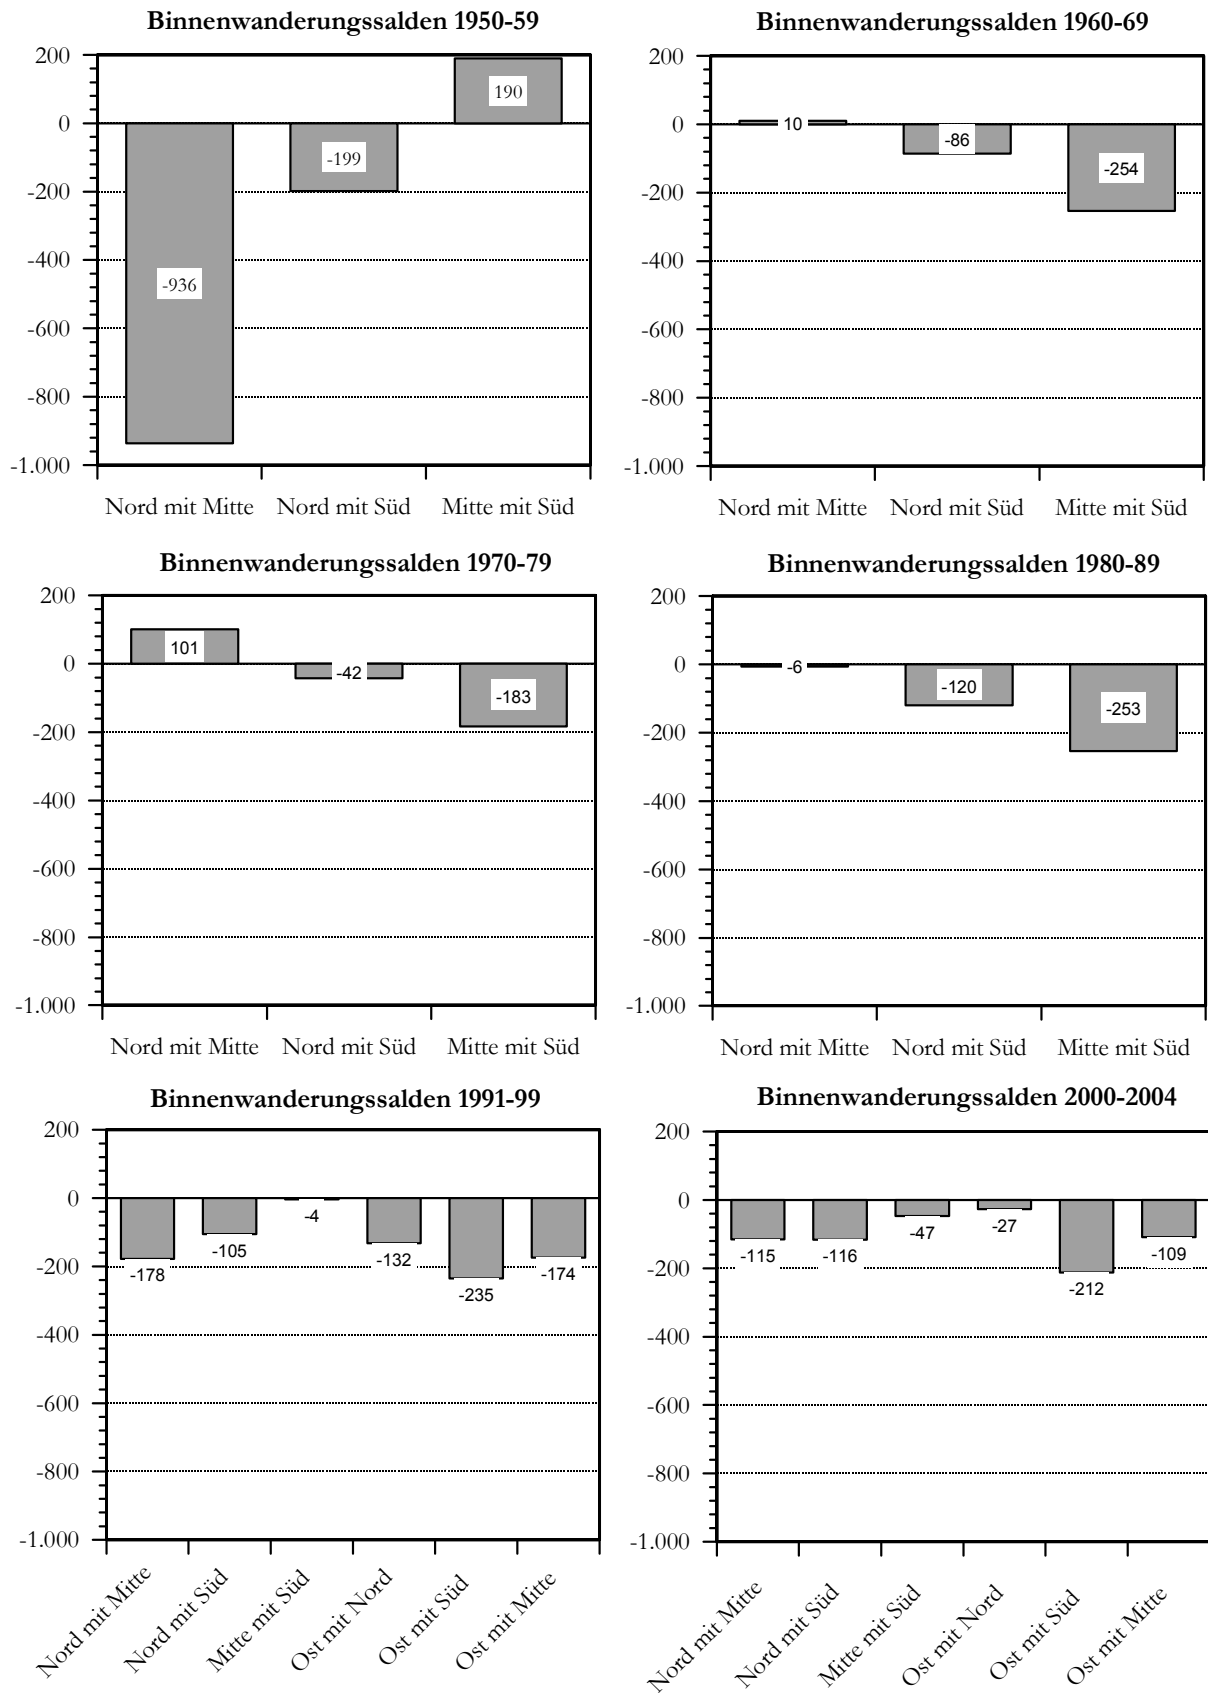 Binnenwanderungssalden 1950-59
200
0
-200
-400
-600
-800
-1.000
190
-199
-936
Nord mit Mitte
Nord mit Süd
Mitte mit Süd
Binnenwanderungssalden 1960-69
200
0
-200
-400
-600
-800
-1.000
10
-86
-254
Nord mit Mitte
Nord mit Süd
Mitte mit Süd
Binnenwanderungssalden 1970-79
200
0
-200
-400
-600
-800
-1.000
101
-42
-183
Nord mit Mitte
Nord mit Süd
Mitte mit Süd
Binnenwanderungssalden 1980-89
200
0
-200
-400
-600
-800
-1.000
-6
-120
-253
Nord mit Mitte
Nord mit Süd
Mitte mit Süd
Binnenwanderungssalden 1991-99
200
0
-200
-400
-600
-800
-1.000
-178
-105
-4
-132
-235
-174
Nord mit Mitte
Nord mit Süd
Mitte mit Süd
Ost mit Nord
Ost mit Süd
Ost mit Mitte
Binnenwanderungssalden 2000-2004
200
0
-200
-400
-600
-800
-1.000
-115
-116
-47
-27
-212
-109
Nord mit Mitte
Nord mit Süd
Mitte mit Süd
Ost mit Nord
Ost mit Süd
Ost mit Mitte